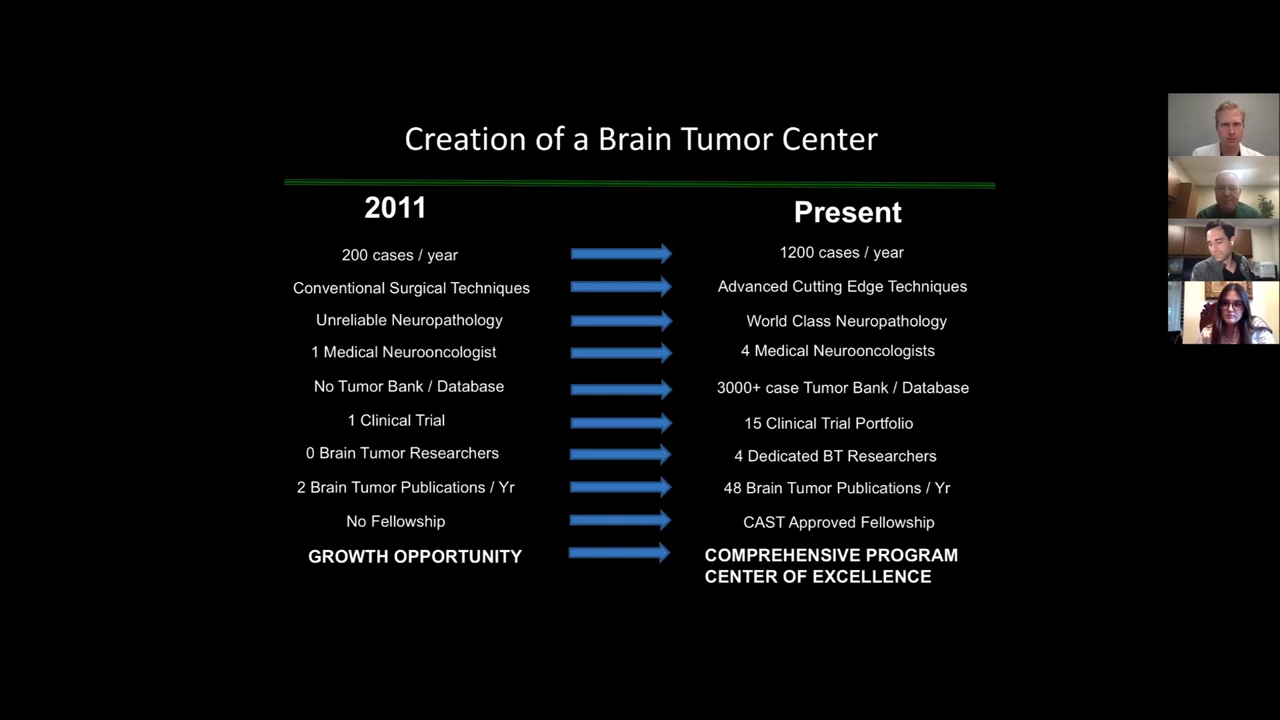 Creation of a Brain Tumor Center
2011
Present
200 cases / year
1200 cases / year
Conventional Surgical Techniques
Advanced Cutting Edge Techniques
Unreliable Neuropathology
World Class Neuropathology
1 Medical Neurooncologist
4 Medical Neurooncologists
No Tumor Bank / Database
3000+ case Tumor Bank / Database
1 Clinical Trial
15 Clinical Trial Portfolio
0 Brain Tumor Researchers
4 Dedicated BT Researchers
2 Brain Tumor Publications / Yr
48 Brain Tumor Publications / Yr
No Fellowship
CAST Approved Fellowship
GROWTH OPPORTUNITY
COMPREHENSIVE PROGRAM
CENTER OF EXCELLENCE